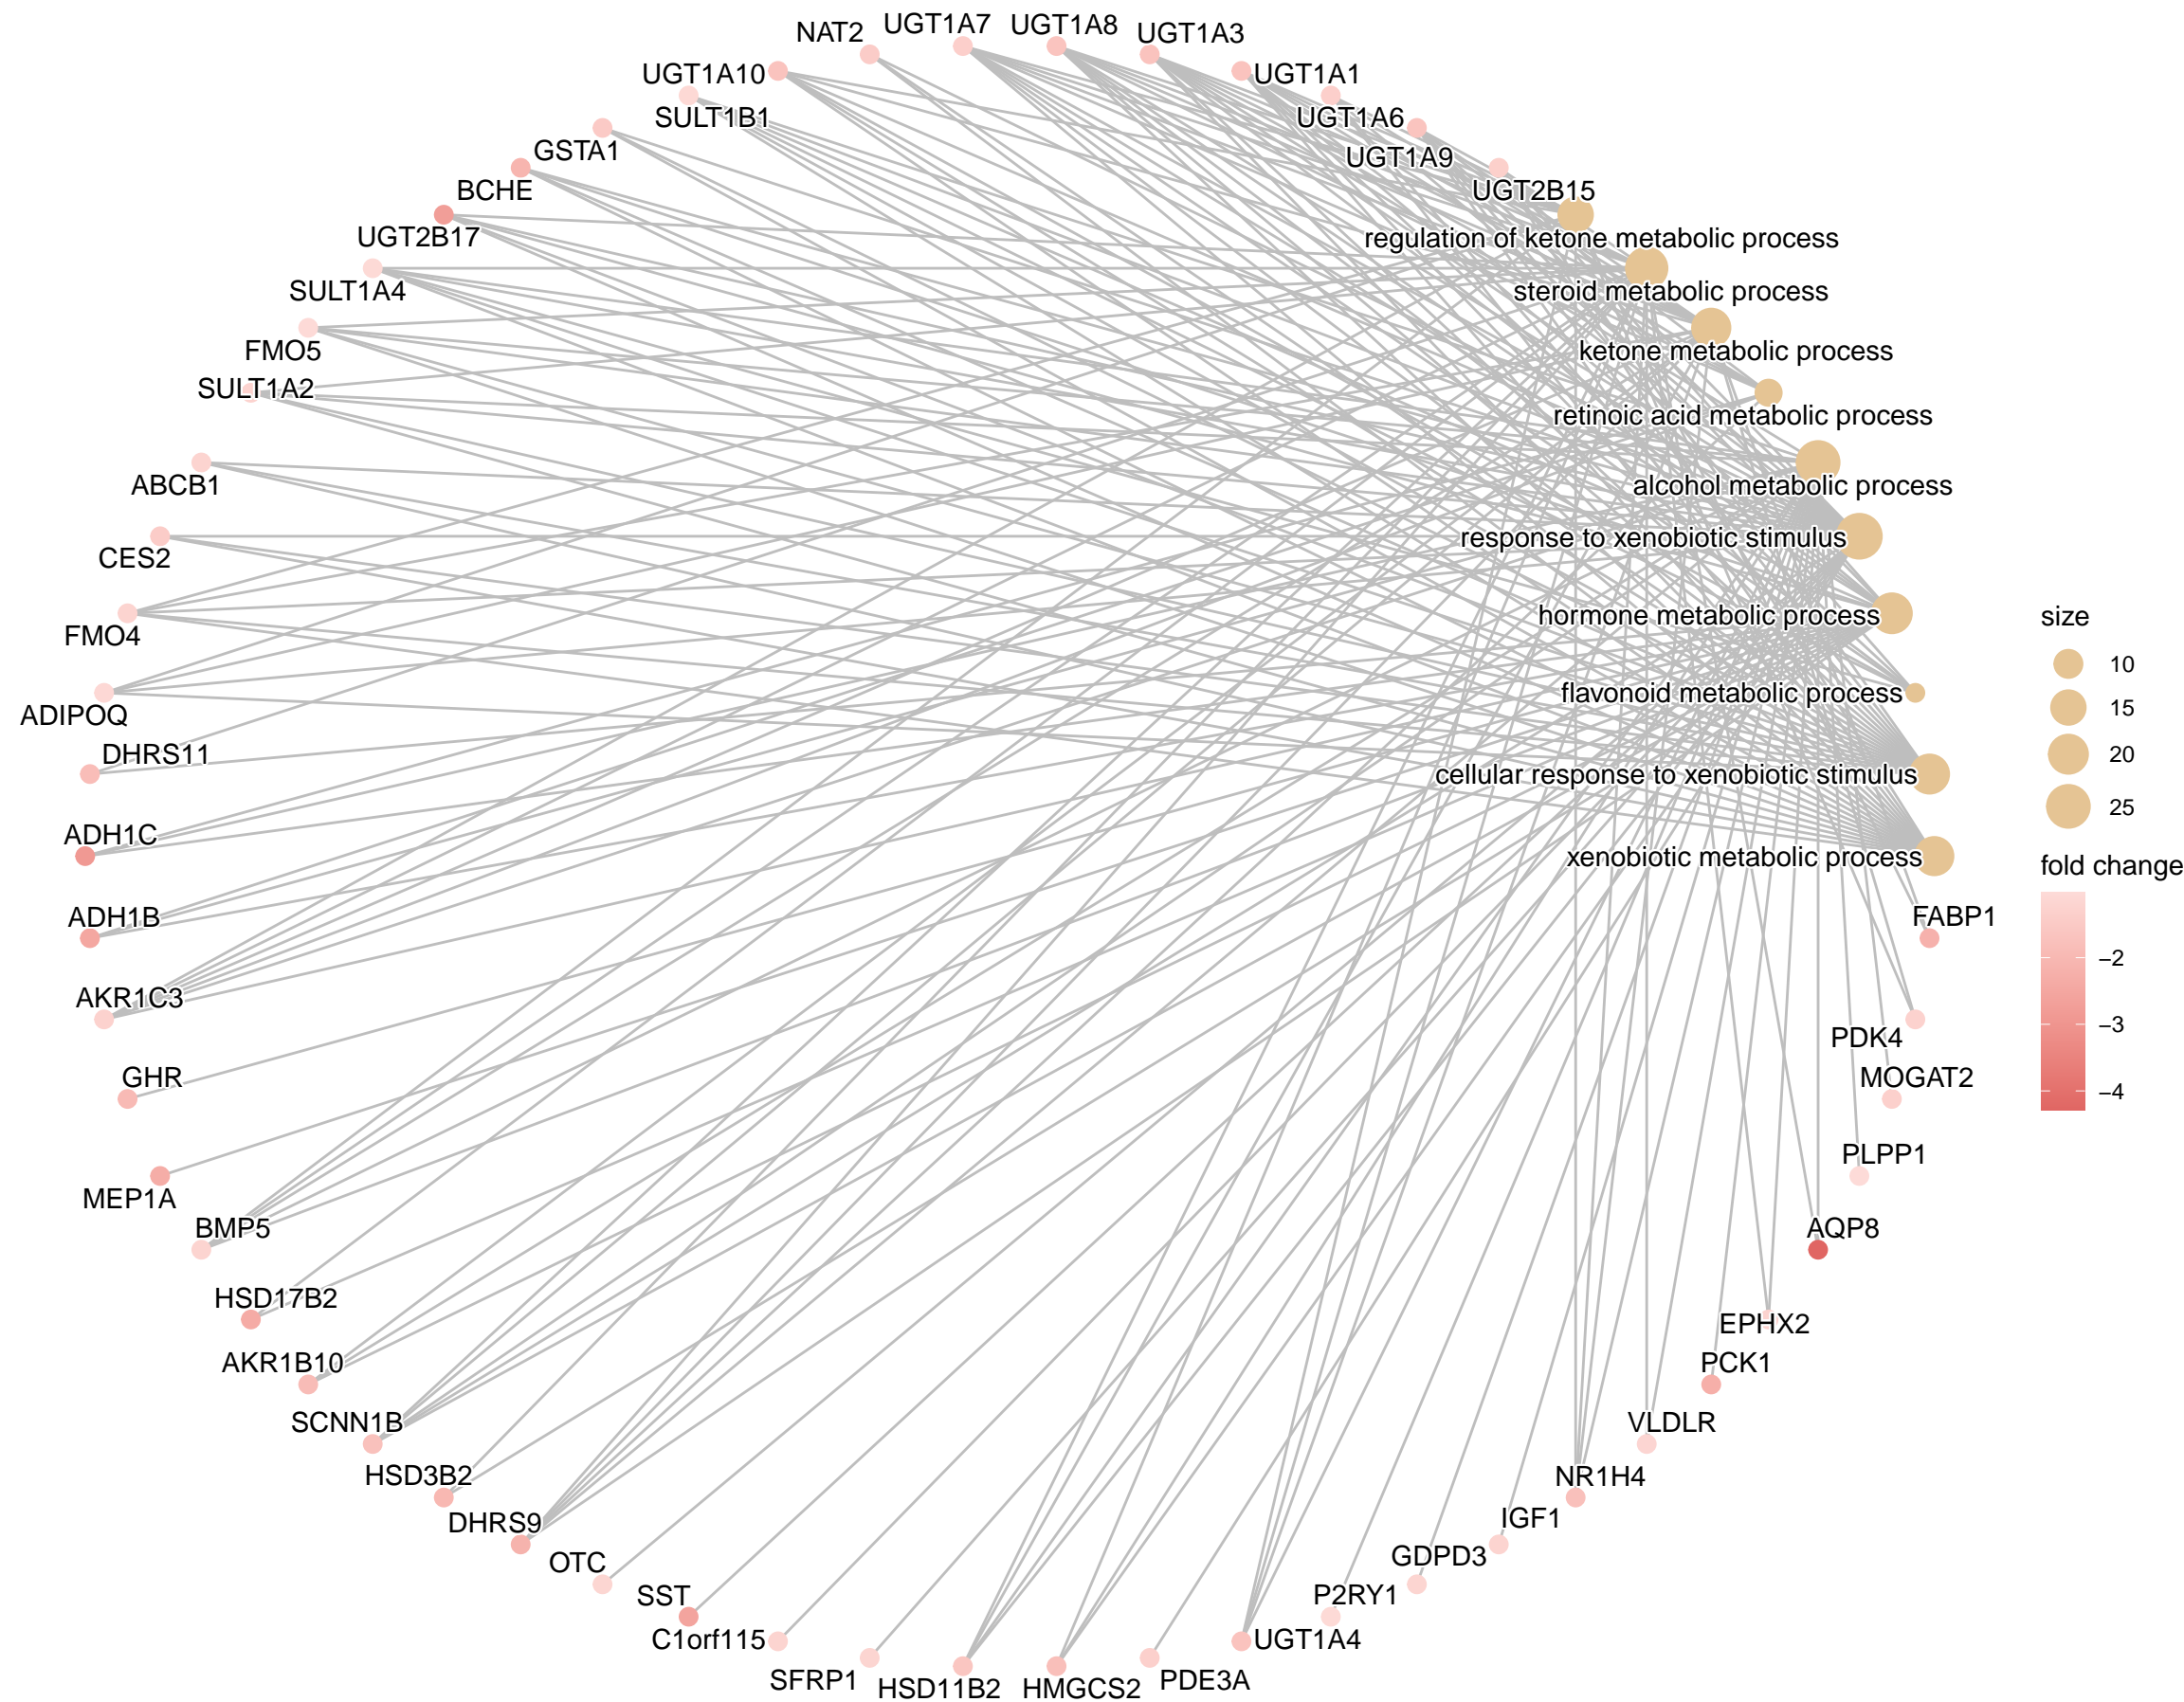 NAT2
UGT1A7
UGT1A8
UGT1A3
UGT1A10
UGT1A1
SULT1B1
UGT1A6
GSTA1
UGT1A9
BCHE
UGT2B15
UGT2B17
regulation of ketone metabolic process
SULT1A4
steroid metabolic process
FMO5
ketone metabolic process
SULT1A2
retinoic acid metabolic process
ABCB1
alcohol metabolic process
CES2
response to xenobiotic stimulus
FMO4
hormone metabolic process
ADIPOQ
flavonoid metabolic process
DHRS11
cellular response to xenobiotic stimulus
ADH1C
xenobiotic metabolic process
ADH1B
FABP1
AKR1C3
PDK4
GHR
MOGAT2
MEP1A
PLPP1
BMP5
AQP8
HSD17B2
EPHX2
AKR1B10
PCK1
SCNN1B
VLDLR
HSD3B2
NR1H4
DHRS9
IGF1
OTC
GDPD3
SST
P2RY1
C1orf115
UGT1A4
SFRP1
HSD11B2
HMGCS2
PDE3A
size
10
15
20
25
fold change
−2
−3
−4